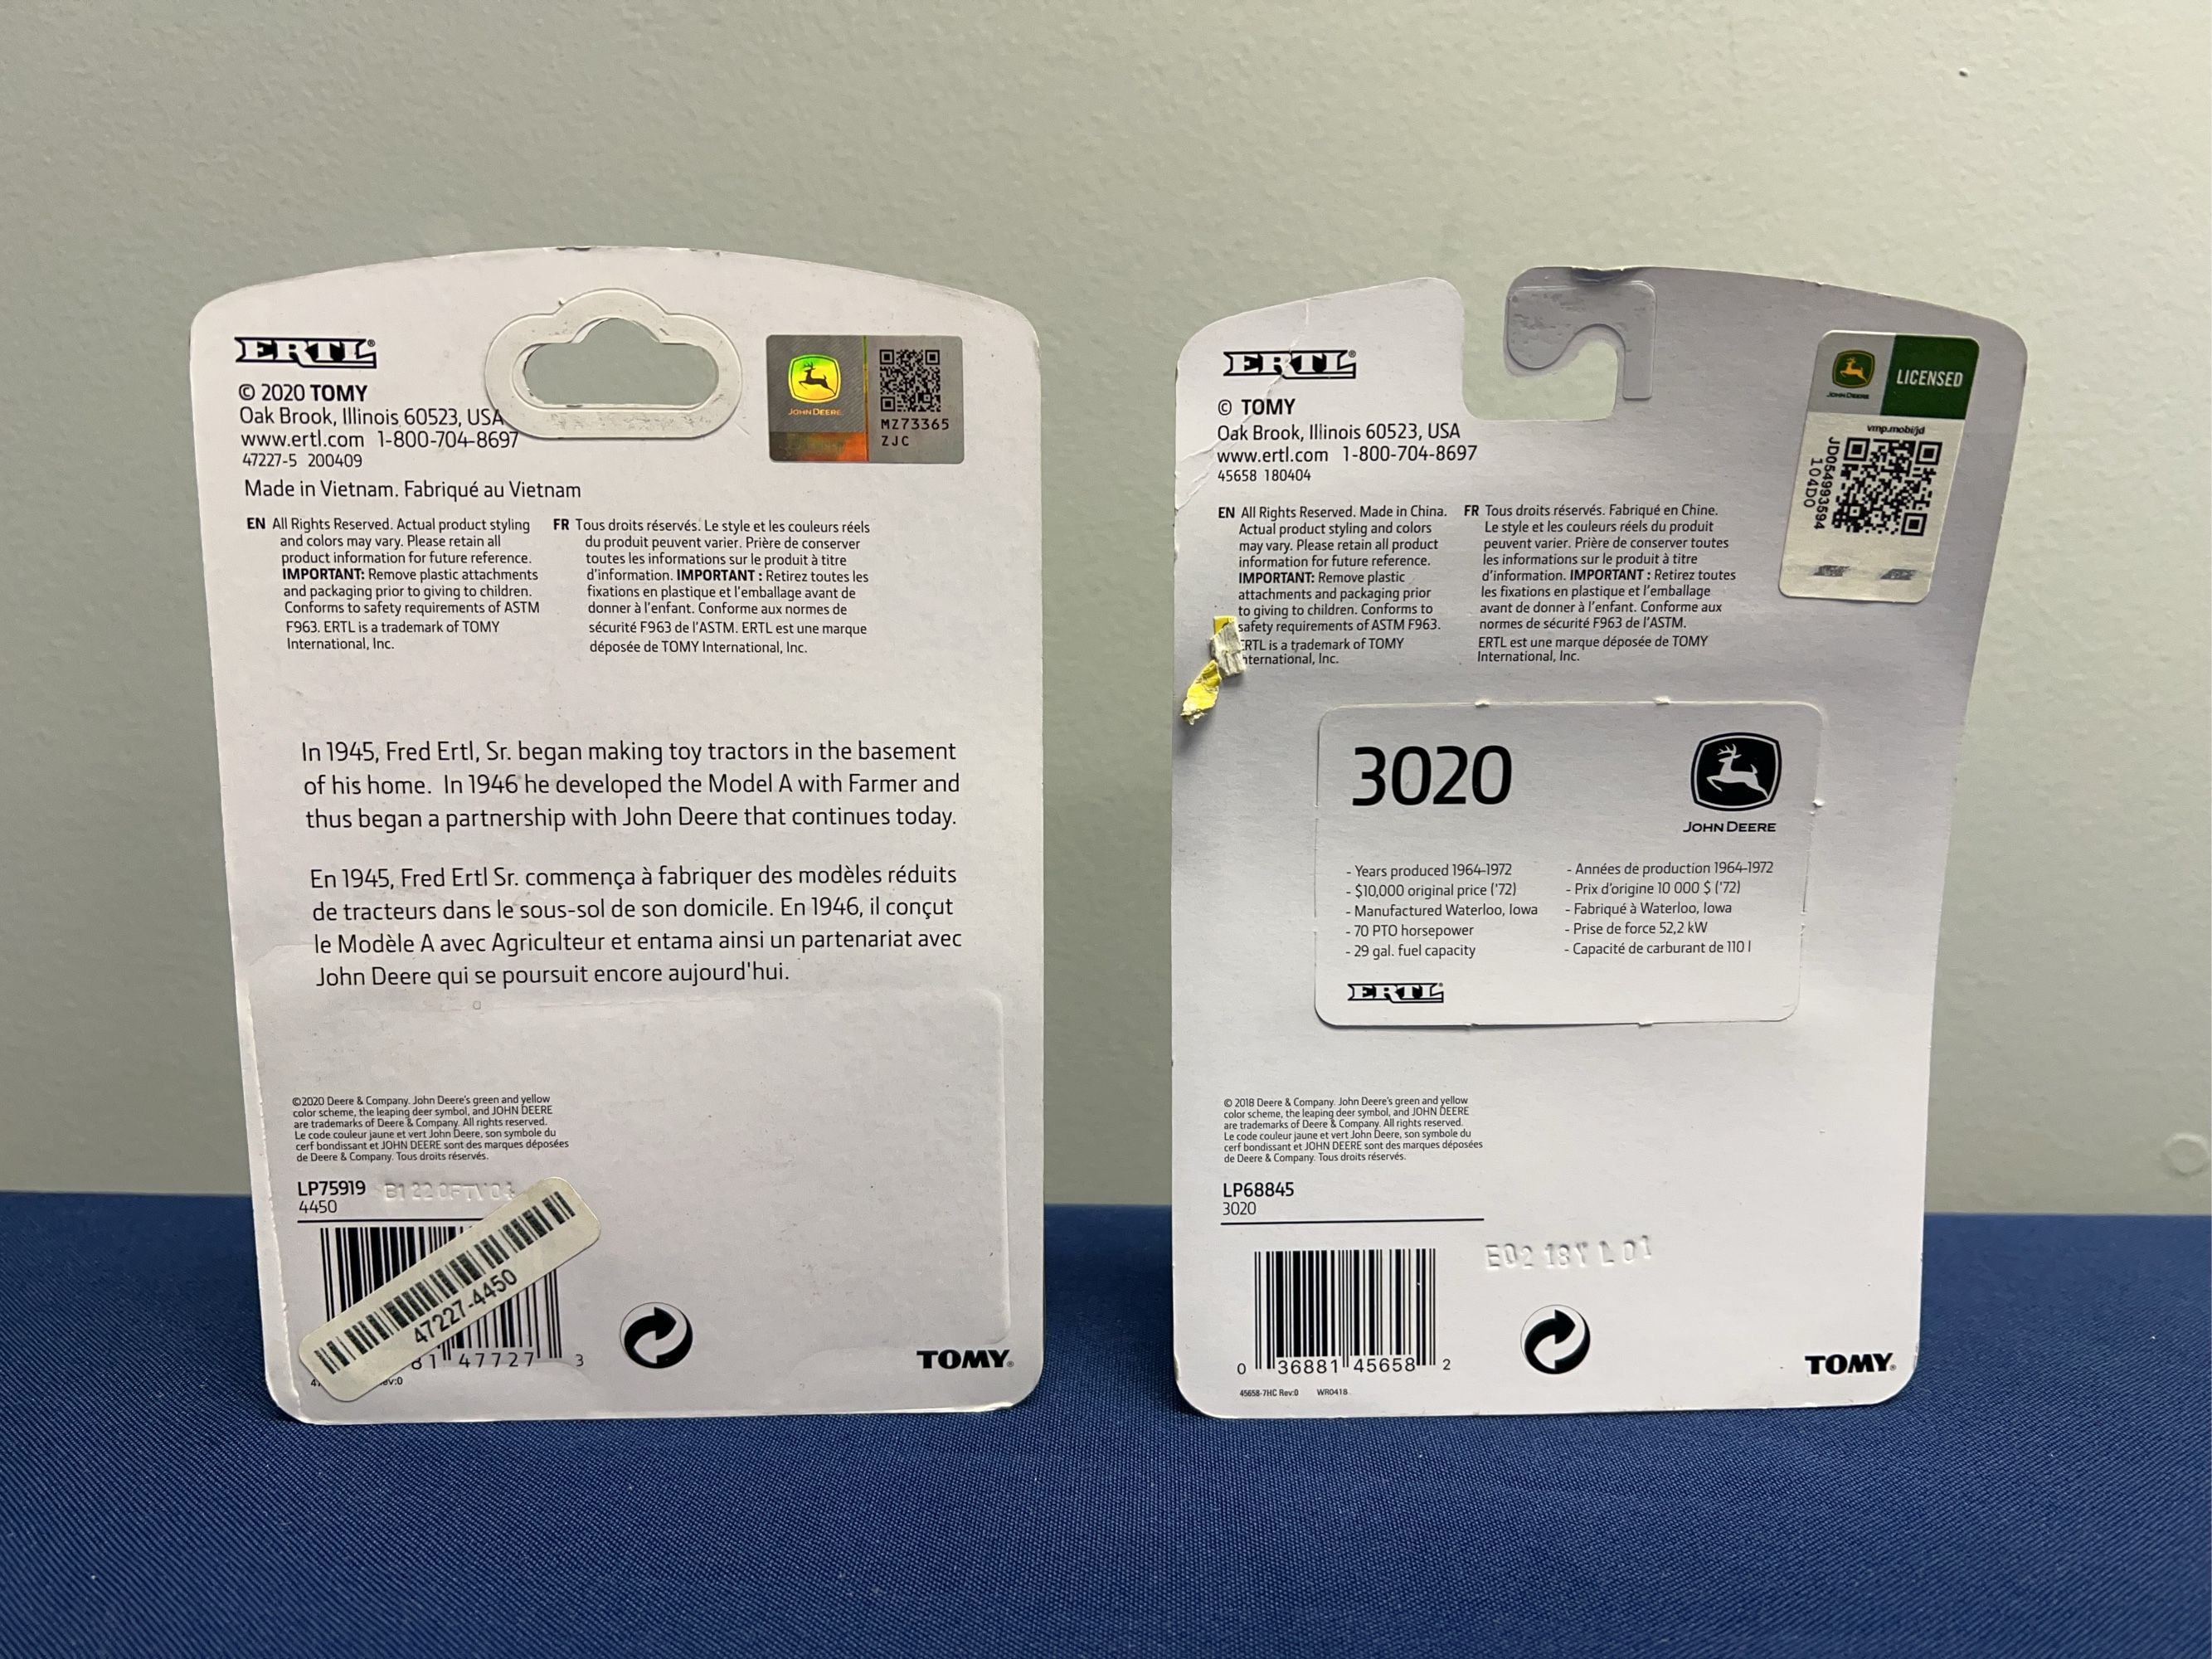 ERTL®
© 2020 TOMY
Oak Brook, Illinois 60523, USA
www.ertl.com 1-800-704-8697
47227-5 200409
Made in Vietnam. Fabriqué au Vietnam
JOHN DEERE
MZ73365
ZJC
EN All Rights Reserved. Actual product styling
and colors may vary. Please retain all
product information for future reference.
IMPORTANT: Remove plastic attachments
and packaging prior to giving to children.
Conforms to safety requirements of ASTM
F963. ERTL is a trademark of TOMY
International, Inc.
FR Tous droits réservés. Le style et les couleurs réels
du produit peuvent varier. Prière de conserver
toutes les informations sur le produit à titre
d'information. IMPORTANT : Retirez toutes les
fixations en plastique et l'emballage avant de
donner à l'enfant. Conforme aux normes de
sécurité F963 de l'ASTM. ERTL est une marque
déposée de TOMY International, Inc.
In 1945, Fred Ertl, Sr. began making toy tractors in the basement
of his home. In 1946 he developed the Model A with Farmer and
thus began a partnership with John Deere that continues today.
En 1945, Fred Ertl Sr. commença à fabriquer des modèles réduits
de tracteurs dans le sous-sol de son domicile. En 1946, il conçut
le Modèle A avec Agriculteur et entama ainsi un partenariat avec
John Deere qui se poursuit encore aujourd'hui.
©2020 Deere & Company. John Deere's green and yellow
color scheme, the leaping deer symbol, and JOHN DEERE
are trademarks of Deere & Company. All rights reserved.
Le code couleur jaune et vert John Deere, son symbole du
cerf bondissant et JOHN DEERE sont des marques déposées
de Deere & Company. Tous droits réservés.
LP75919
4450
47227-4450
47727 3
TOMY®
ERTL®
© TOMY
Oak Brook, Illinois 60523, USA
www.ertl.com 1-800-704-8697
45658 180404
JOHN DEERE
LICENSED
vmp.mobi/jd
JD054993594
104D0
EN All Rights Reserved. Made in China.
Actual product styling and colors
may vary. Please retain all product
information for future reference.
IMPORTANT: Remove plastic
attachments and packaging prior
to giving to children. Conforms to
safety requirements of ASTM F963.
ERTL is a trademark of TOMY
International, Inc.
FR Tous droits réservés. Fabriqué en Chine.
Le style et les couleurs réels du produit
peuvent varier. Prière de conserver toutes
les informations sur le produit à titre
d'information. IMPORTANT : Retirez toutes
les fixations en plastique et l'emballage
avant de donner à l'enfant. Conforme aux
normes de sécurité F963 de l'ASTM.
ERTL est une marque déposée de TOMY
International, Inc.
3020
JOHN DEERE
- Years produced 1964-1972
- $10,000 original price ('72)
- Manufactured Waterloo, Iowa
- 70 PTO horsepower
- 29 gal. fuel capacity
- Années de production 1964-1972
- Prix d'origine 10 000 $ ('72)
- Fabriqué à Waterloo, Iowa
- Prise de force 52,2 kW
- Capacité de carburant de 110 l
ERTL®
© 2018 Deere & Company. John Deere's green and yellow
color scheme, the leaping deer symbol, and JOHN DEERE
are trademarks of Deere & Company. All rights reserved.
Le code couleur jaune et vert John Deere, son symbole du
cerf bondissant et JOHN DEERE sont des marques déposées
de Deere & Company. Tous droits réservés.
LP68845
3020
E02 18Y L 01
0 36881 45658 2
45658-7HC Rev:0 WR0418
TOMY®